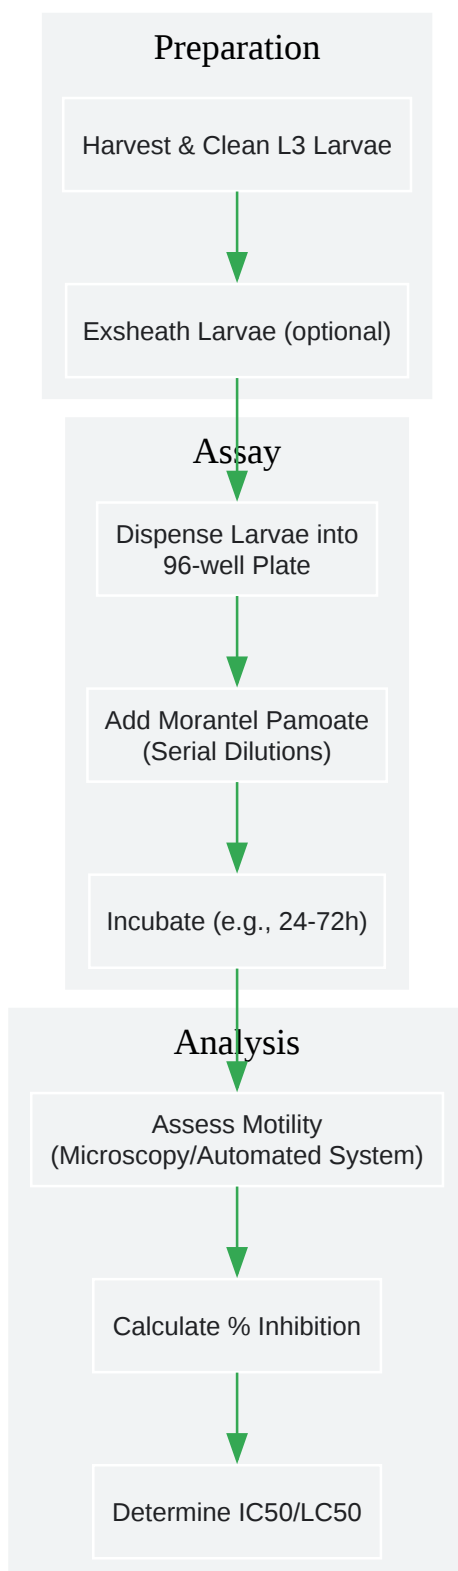 Preparation
Harvest & Clean L3 Larvae
Exsheath Larvae (optional)
Assay
Dispense Larvae into
96-well Plate
Add Morantel Pamoate
(Serial Dilutions)
Incubate (e.g., 24-72h)
Analysis
Assess Motility
(Microscopy/Automated System)
Calculate % Inhibition
Determine IC50/LC50